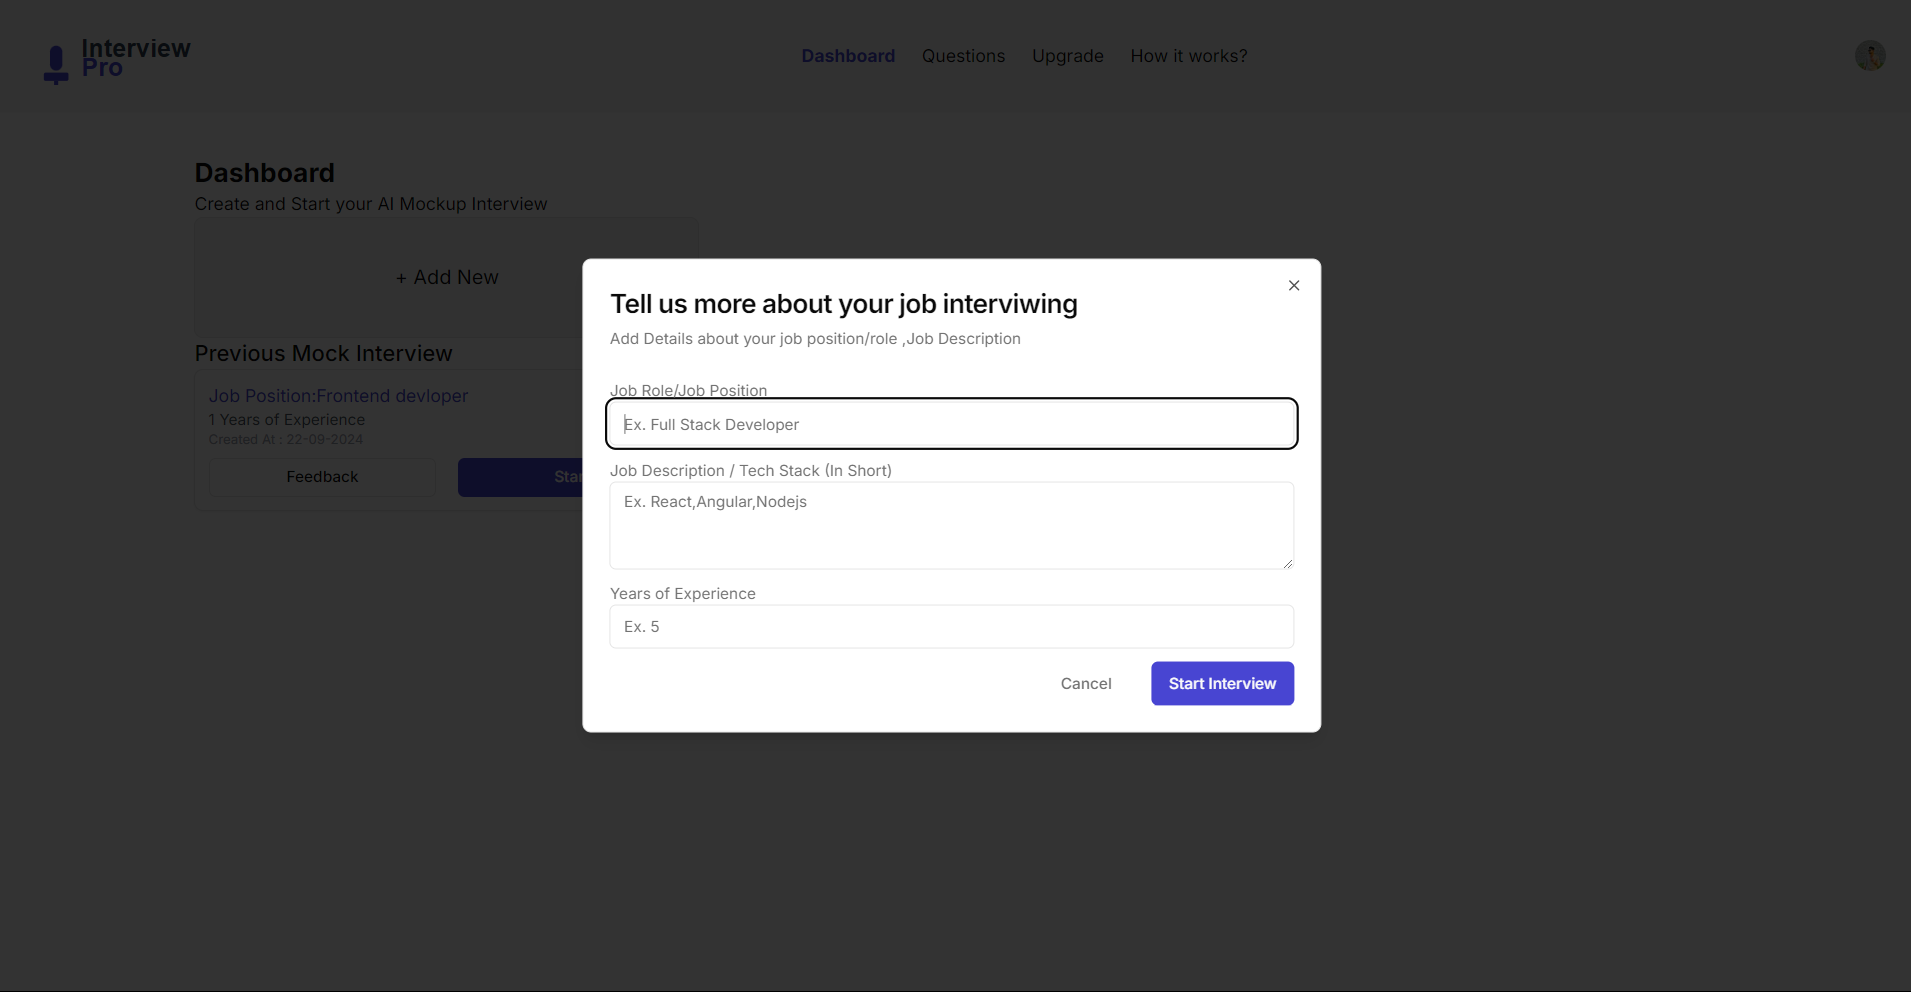 Interview
Pro
Dashboard Questions Upgrade How it works?
Dashboard
Create and Start your AI Mockup Interview
+ Add New
Previous Mock Interview
Job Position:Frontend devloper
1 Years of Experience
Created At : 22-09-2024
Feedback
Tell us more about your job interviwing
Add Details about your job position/role ,Job Description
Job Role/Job Position
Ex. Full Stack Developer
Job Description / Tech Stack (In Short)
Ex. React,Angular,Nodejs
Years of Experience
Ex. 5
Cancel Start Interview